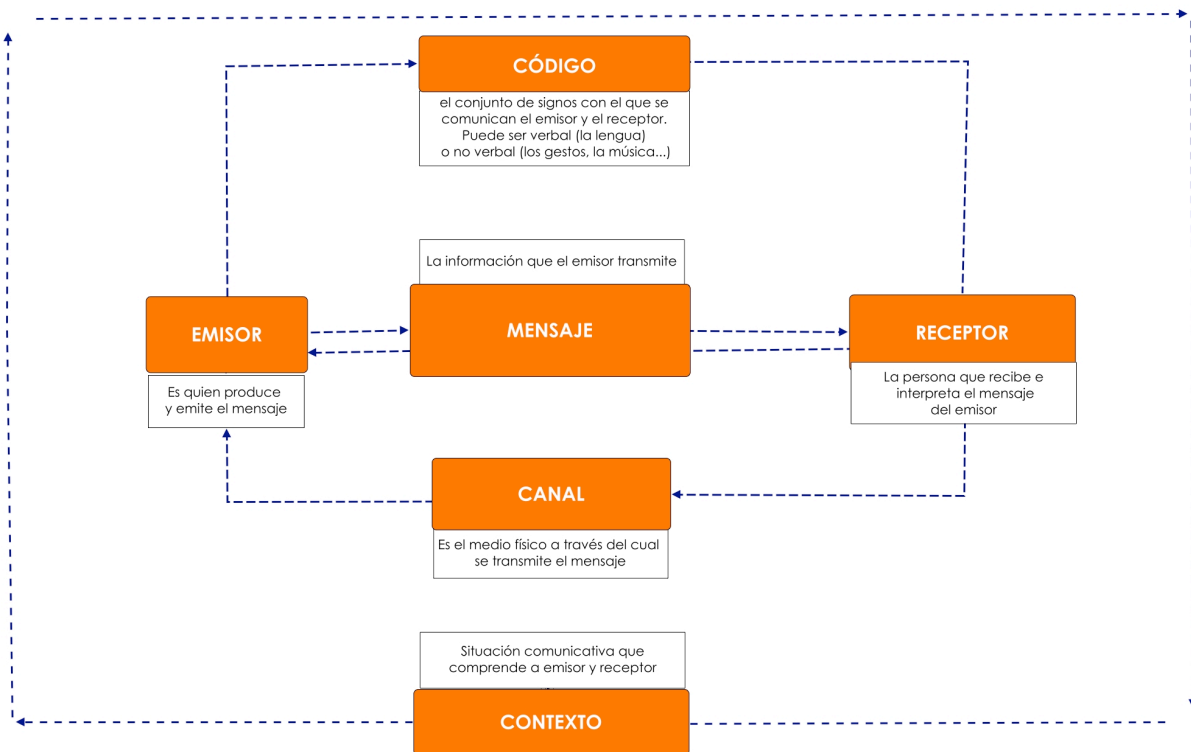 CÓDIGO
el conjunto de signos con el que se
comunican el emisor y el receptor.
Puede ser verbal (la lengua)
o no verbal (los gestos, la música...)
La información que el emisor transmite
MENSAJE
EMISOR
Es quien produce
y emite el mensaje
RECEPTOR
La persona que recibe e
interpreta el mensaje
del emisor
CANAL
Es el medio físico a través del cual
se transmite el mensaje
Situación comunicativa que
comprende a emisor y receptor
CONTEXTO